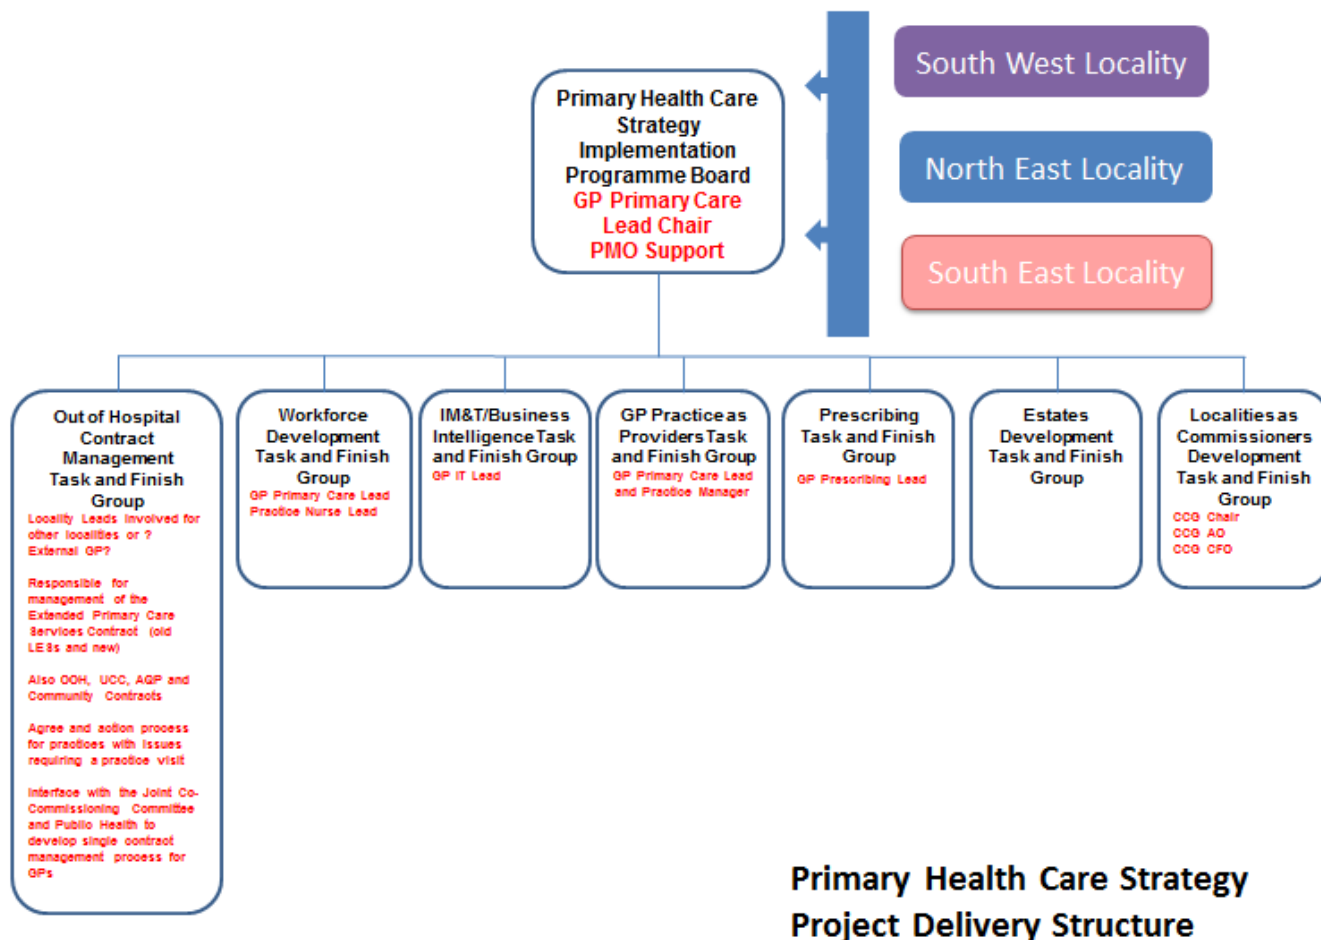 South West Locality
North East Locality
South East Locality
Primary Health Care
Strategy
Implementation
Programme Board
GP Primary Care
Lead Chair
PMO Support
Out of Hospital
Contract
Management
Task and Finish
Group
Locality Leads involved for
other localities or ?
External GP?
Responsible for
management of the
Extended Primary Care
Services Contract (old
LESs and new)
Also OOH, UCC, AQP and
Community Contracts
Agree and action process
for practices with issues
requiring a practice visit
Interface with the Joint Co-
Commissioning Committee
and Public Health to
develop single contract
management process for
GPs
Workforce
Development
Task and Finish
Group
GP Primary Care Lead
Practice Nurse Lead
IM&T/Business
Intelligence Task
and Finish Group
GP IT Lead
GP Practice as
Providers Task
and Finish Group
GP Primary Care Lead
and Practice Manager
Prescribing
Task and Finish
Group
GP Prescribing Lead
Estates
Development
Task and Finish
Group
Localities as
Commissioners
Development
Task and Finish
Group
CCG Chair
CCG AO
CCG CFO
Primary Health Care Strategy
Project Delivery Structure